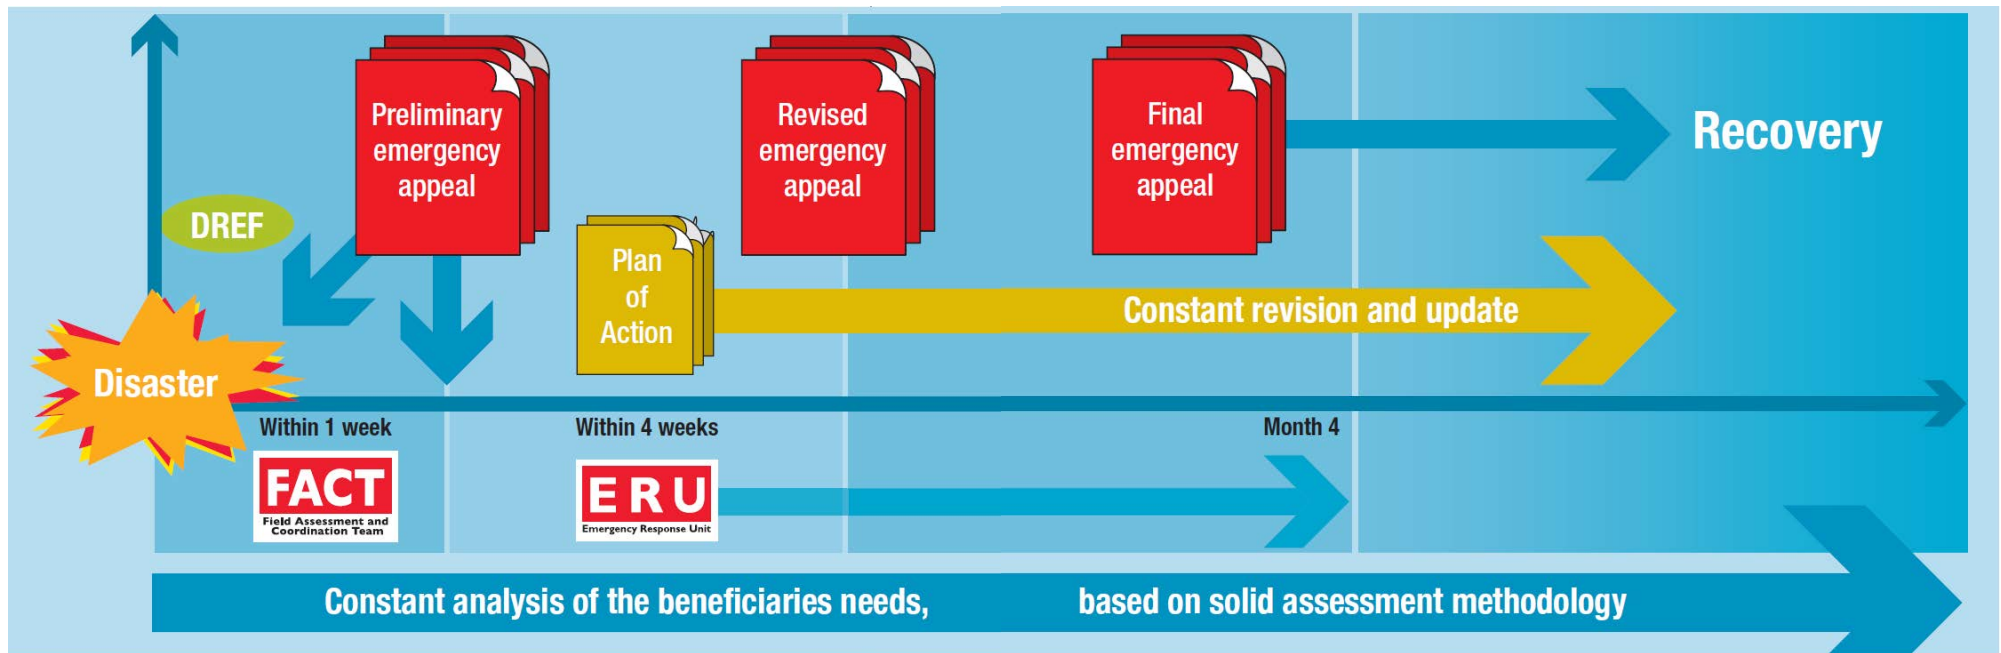 Preliminary
emergency
appeal
Revised
emergency
appeal
Final
emergency
appeal
Recovery
DREF
Plan
of
Action
Constant revision and update
Disaster
Within 1 week
Within 4 weeks
Month 4
FACT
Field Assessment and
Coordination Team
ERU
Emergency Response Unit
Constant analysis of the beneficiaries needs, based on solid assessment methodology